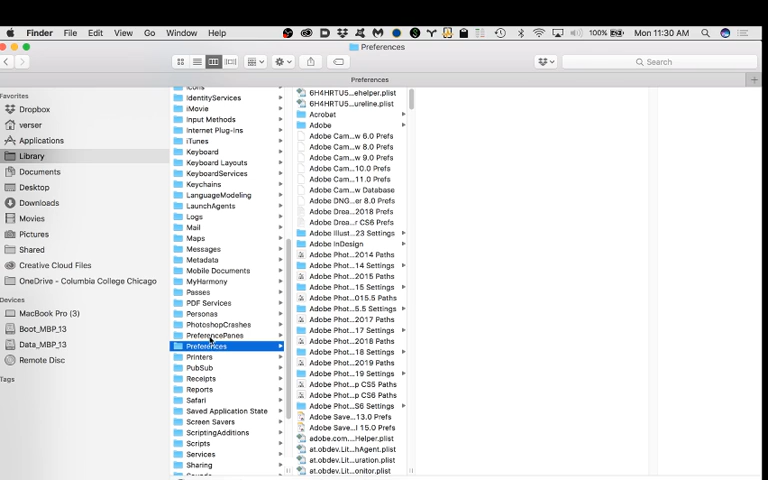 Finder File Edit View Go Window Help 100% Mon 11:30 AM
Preferences
Search
Preferences
Favorites
Dropbox
verser
Applications
Library
Documents
Desktop
Downloads
Movies
Pictures
Shared
Creative Cloud Files
OneDrive - Columbia College Chicago
Devices
MacBook Pro (3)
Boot_MBP_13
Data_MBP_13
Remote Disc
Tags
Icons
IdentityServices
iMovie
Input Methods
Internet Plug-Ins
iTunes
Keyboard
Keyboard Layouts
KeyboardServices
Keychains
LanguageModeling
LaunchAgents
Logs
Mail
Maps
Messages
Metadata
Mobile Documents
MyHarmony
Passes
PDF Services
Personas
PhotoshopCrashes
PreferencePanes
Preferences
Printers
PubSub
Receipts
Reports
Safari
Saved Application State
Screen Savers
ScriptingAdditions
Scripts
Services
Sharing
6H4HRTU5...ehelper.plist
6H4HRTU5...ureline.plist
Acrobat
Adobe
Adobe Cam...w 6.0 Prefs
Adobe Cam...w 8.0 Prefs
Adobe Cam...w 9.0 Prefs
Adobe Cam...10.0 Prefs
Adobe Cam...11.0 Prefs
Adobe Cam...w Database
Adobe DNG...er 8.0 Prefs
Adobe Drea...2018 Prefs
Adobe Drea...r CS6 Prefs
Adobe Illust...23 Settings
Adobe InDesign
Adobe Phot...2014 Paths
Adobe Phot...14 Settings
Adobe Phot...2015 Paths
Adobe Phot...15 Settings
Adobe Phot...015.5 Paths
Adobe Phot...5.5 Settings
Adobe Phot...2017 Paths
Adobe Phot...17 Settings
Adobe Phot...2018 Paths
Adobe Phot...18 Settings
Adobe Phot...2019 Paths
Adobe Phot...19 Settings
Adobe Phot...p CS5 Paths
Adobe Phot...p CS6 Paths
Adobe Phot...S6 Settings
Adobe Save...13.0 Prefs
Adobe Save...l 15.0 Prefs
adobe.com....Helper.plist
at.obdev.Lit...hAgent.plist
at.obdev.Lit...uration.plist
at.obdev.Lit...onitor.plist